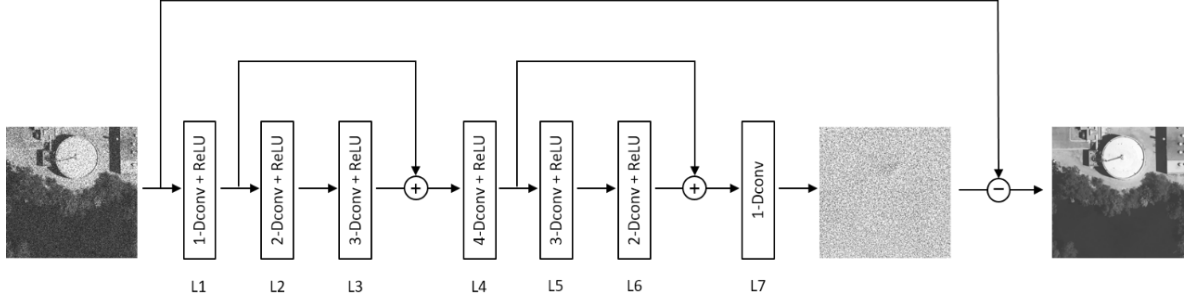 1-Dconv + ReLU
2-Dconv + ReLU
3-Dconv + ReLU
+
4-Dconv + ReLU
3-Dconv + ReLU
2-Dconv + ReLU
+
1-Dconv
−
L1
L2
L3
L4
L5
L6
L7